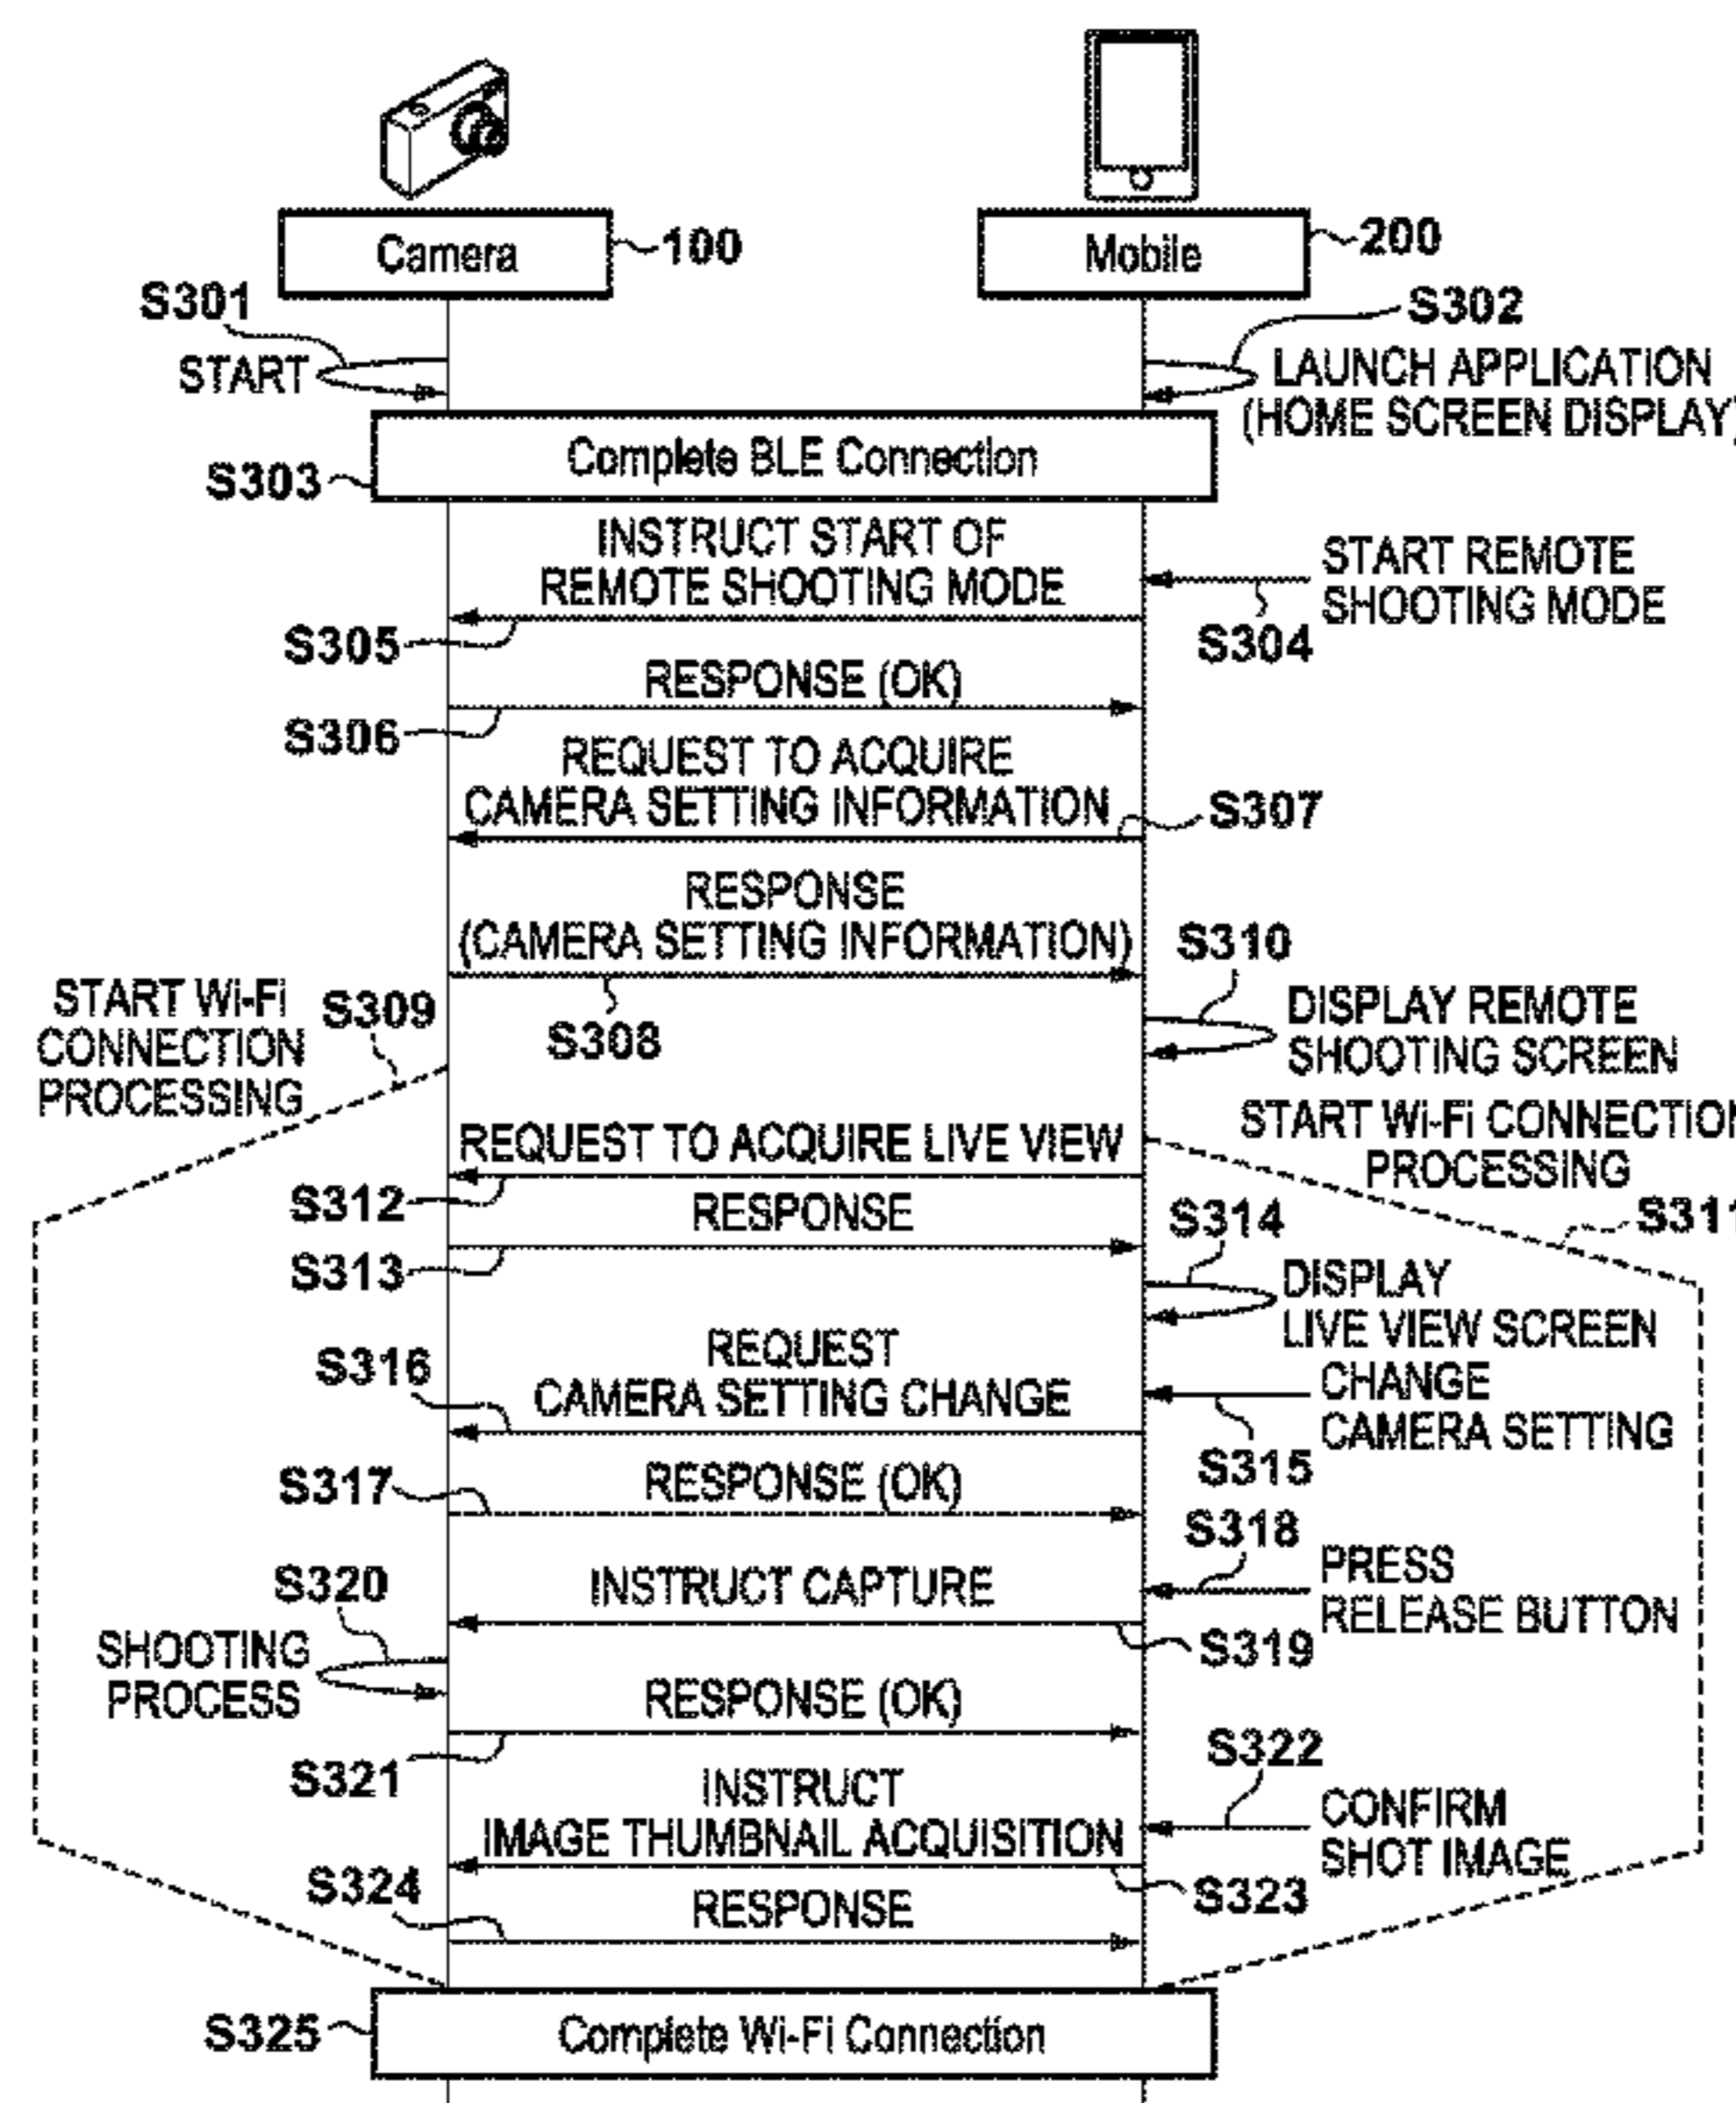 Camera
100
Mobile
200
S301
START
S302
LAUNCH APPLICATION
(HOME SCREEN DISPLAY)
Complete BLE Connection
S303
INSTRUCT START OF
REMOTE SHOOTING MODE
START REMOTE
SHOOTING MODE
S304
S305
RESPONSE (OK)
S306
REQUEST TO ACQUIRE
CAMERA SETTING INFORMATION
S307
RESPONSE
(CAMERA SETTING INFORMATION)
S308
S310
DISPLAY REMOTE
SHOOTING SCREEN
START Wi-Fi
CONNECTION
PROCESSING
S309
START Wi-Fi CONNECTION
PROCESSING
S311
REQUEST TO ACQUIRE LIVE VIEW
S312
RESPONSE
S313
S314
DISPLAY
LIVE VIEW SCREEN
CHANGE
CAMERA SETTING
S315
REQUEST
CAMERA SETTING CHANGE
S316
S317
RESPONSE (OK)
S318
PRESS
RELEASE BUTTON
INSTRUCT CAPTURE
S319
S320
SHOOTING
PROCESS
RESPONSE (OK)
S321
S322
CONFIRM
SHOT IMAGE
INSTRUCT
IMAGE THUMBNAIL ACQUISITION
S323
S324
RESPONSE
S325
Complete Wi-Fi Connection